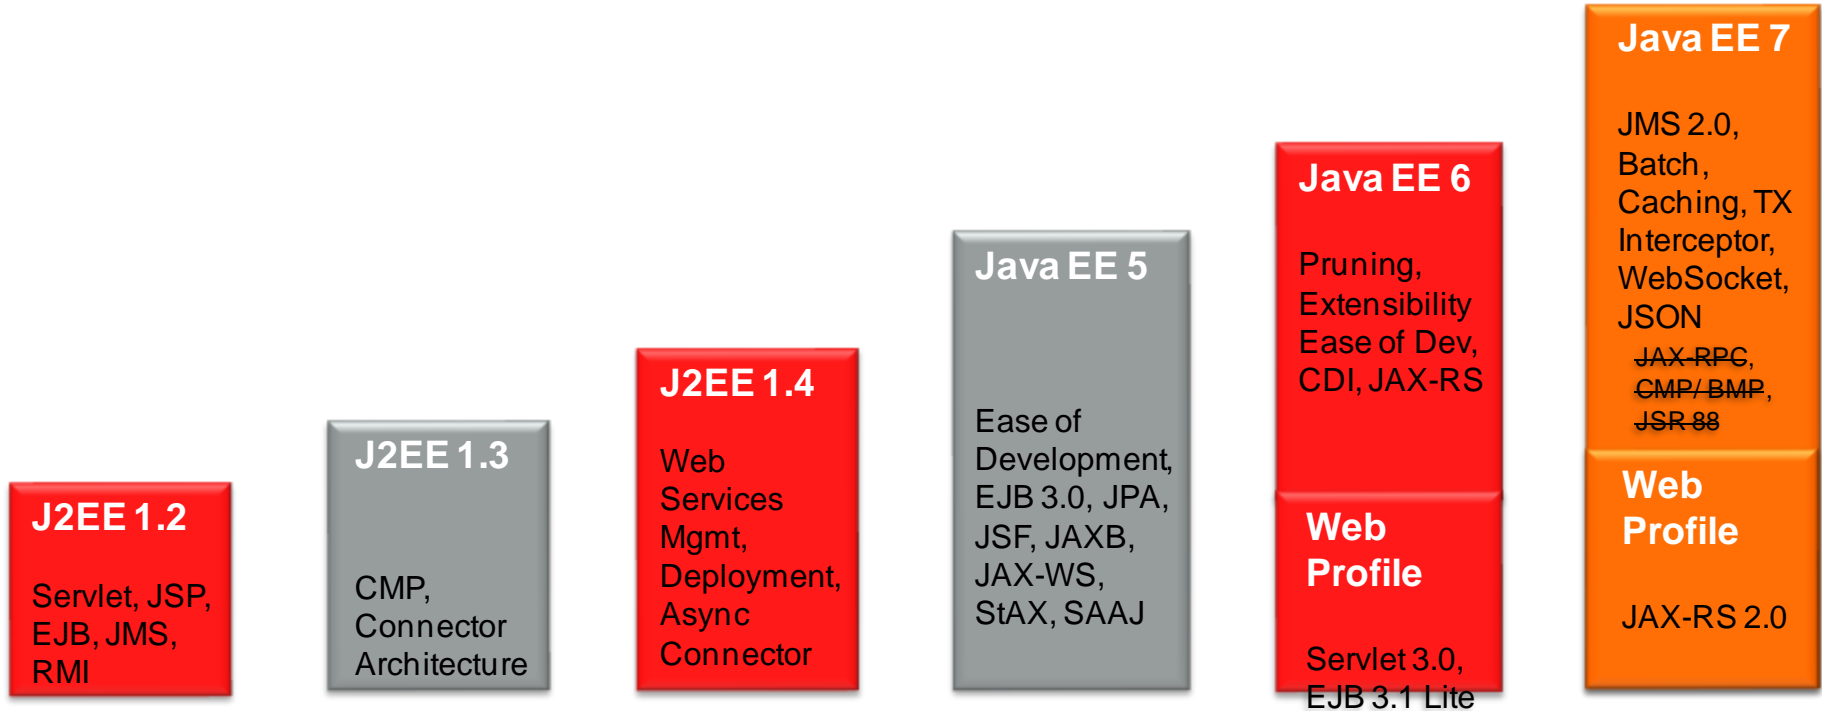 J2EE 1.2
Servlet, JSP,
EJB, JMS,
RMI
J2EE 1.3
CMP,
Connector
Architecture
J2EE 1.4
Web
Services
Mgmt,
Deployment,
Async
Connector
Java EE 5
Ease of
Development,
EJB 3.0, JPA,
JSF, JAXB,
JAX-WS,
StAX, SAAJ
Java EE 6
Pruning,
Extensibility
Ease of Dev,
CDI, JAX-RS
Web
Profile
Servlet 3.0,
EJB 3.1 Lite
Java EE 7
JMS 2.0,
Batch,
Caching, TX
Interceptor,
WebSocket,
JSON
JAX-RPC,
CMP/ BMP,
JSR 88
Web
Profile
JAX-RS 2.0